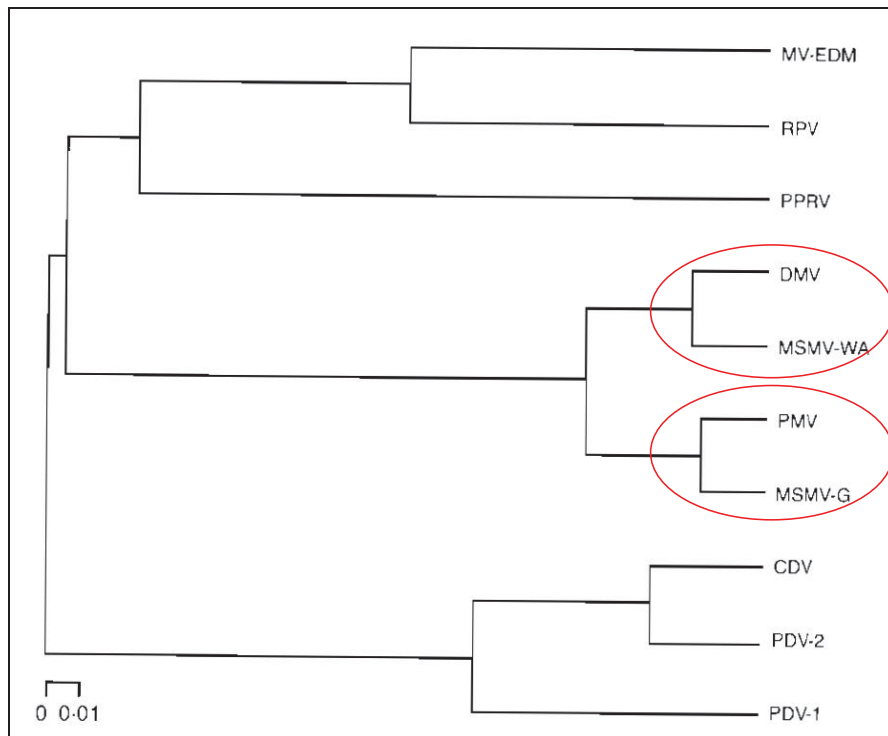 MV-EDM
RPV
PPRV
DMV
MSMV-WA
PMV
MSMV-G
CDV
PDV-2
PDV-1
0 0·01